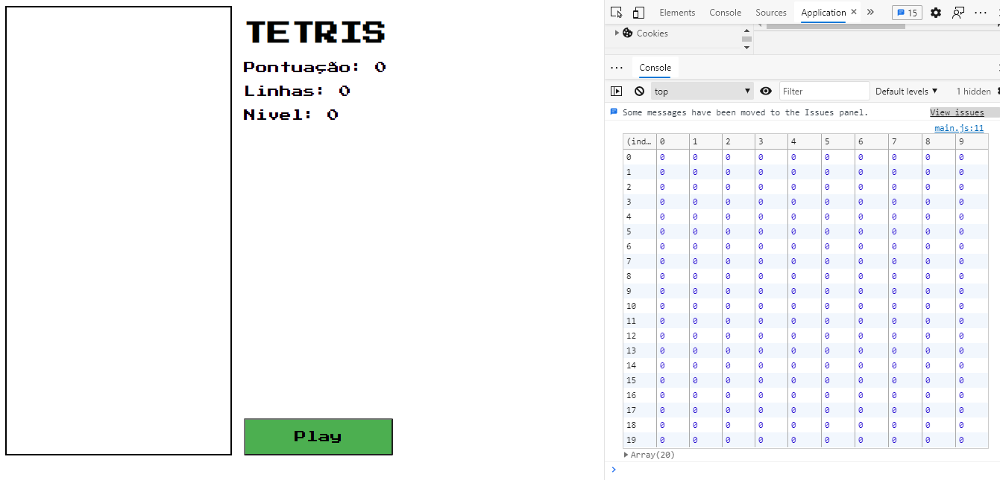 TETRIS
Pontuação: 0
Linhas: 0
Nivel: 0
Play
Elements Console Sources Application × » 15 ···
Cookies
··· Console
top ▼ Filter Default levels ▼ 1 hidden
Some messages have been moved to the Issues panel. View issues
main.js:11
(ind… 0 1 2 3 4 5 6 7 8 9
0 0 0 0 0 0 0 0 0 0 0
1 0 0 0 0 0 0 0 0 0 0
2 0 0 0 0 0 0 0 0 0 0
3 0 0 0 0 0 0 0 0 0 0
4 0 0 0 0 0 0 0 0 0 0
5 0 0 0 0 0 0 0 0 0 0
6 0 0 0 0 0 0 0 0 0 0
7 0 0 0 0 0 0 0 0 0 0
8 0 0 0 0 0 0 0 0 0 0
9 0 0 0 0 0 0 0 0 0 0
10 0 0 0 0 0 0 0 0 0 0
11 0 0 0 0 0 0 0 0 0 0
12 0 0 0 0 0 0 0 0 0 0
13 0 0 0 0 0 0 0 0 0 0
14 0 0 0 0 0 0 0 0 0 0
15 0 0 0 0 0 0 0 0 0 0
16 0 0 0 0 0 0 0 0 0 0
17 0 0 0 0 0 0 0 0 0 0
18 0 0 0 0 0 0 0 0 0 0
19 0 0 0 0 0 0 0 0 0 0
▶ Array(20)
>